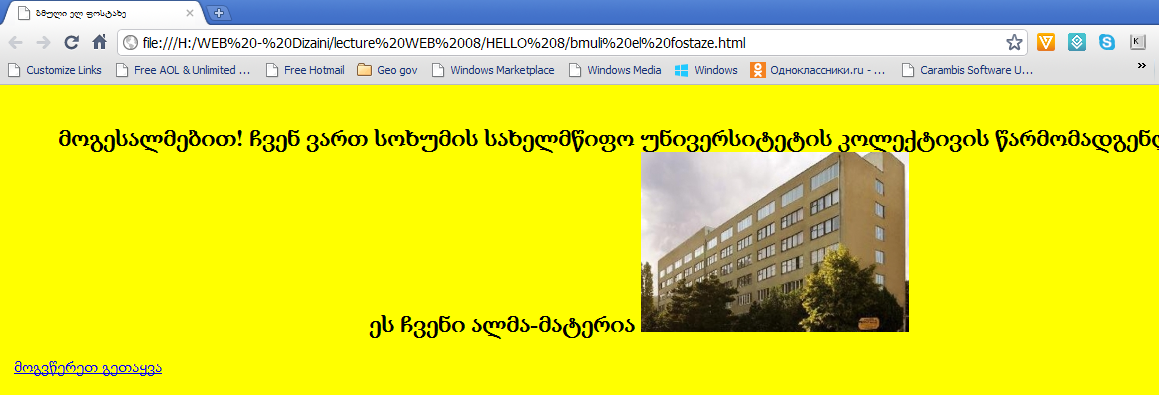 ბმული ელ ფოსტაზე
file:///H:/WEB%20-%20Dizaini/lecture%20WEB%2008/HELLO%208/bmuli%20el%20fostaze.html
Customize Links Free AOL & Unlimited ... Free Hotmail Geo gov Windows Marketplace Windows Media Windows Одноклассники.ru - ... Carambis Software U... »
მოგესალმებით! ჩვენ ვართ სოხუმის სახელმწიფო უნივერსიტეტის კოლექტივის
ეს ჩვენი ალმა-მატერია
მოგვწერეთ გეთაყვა